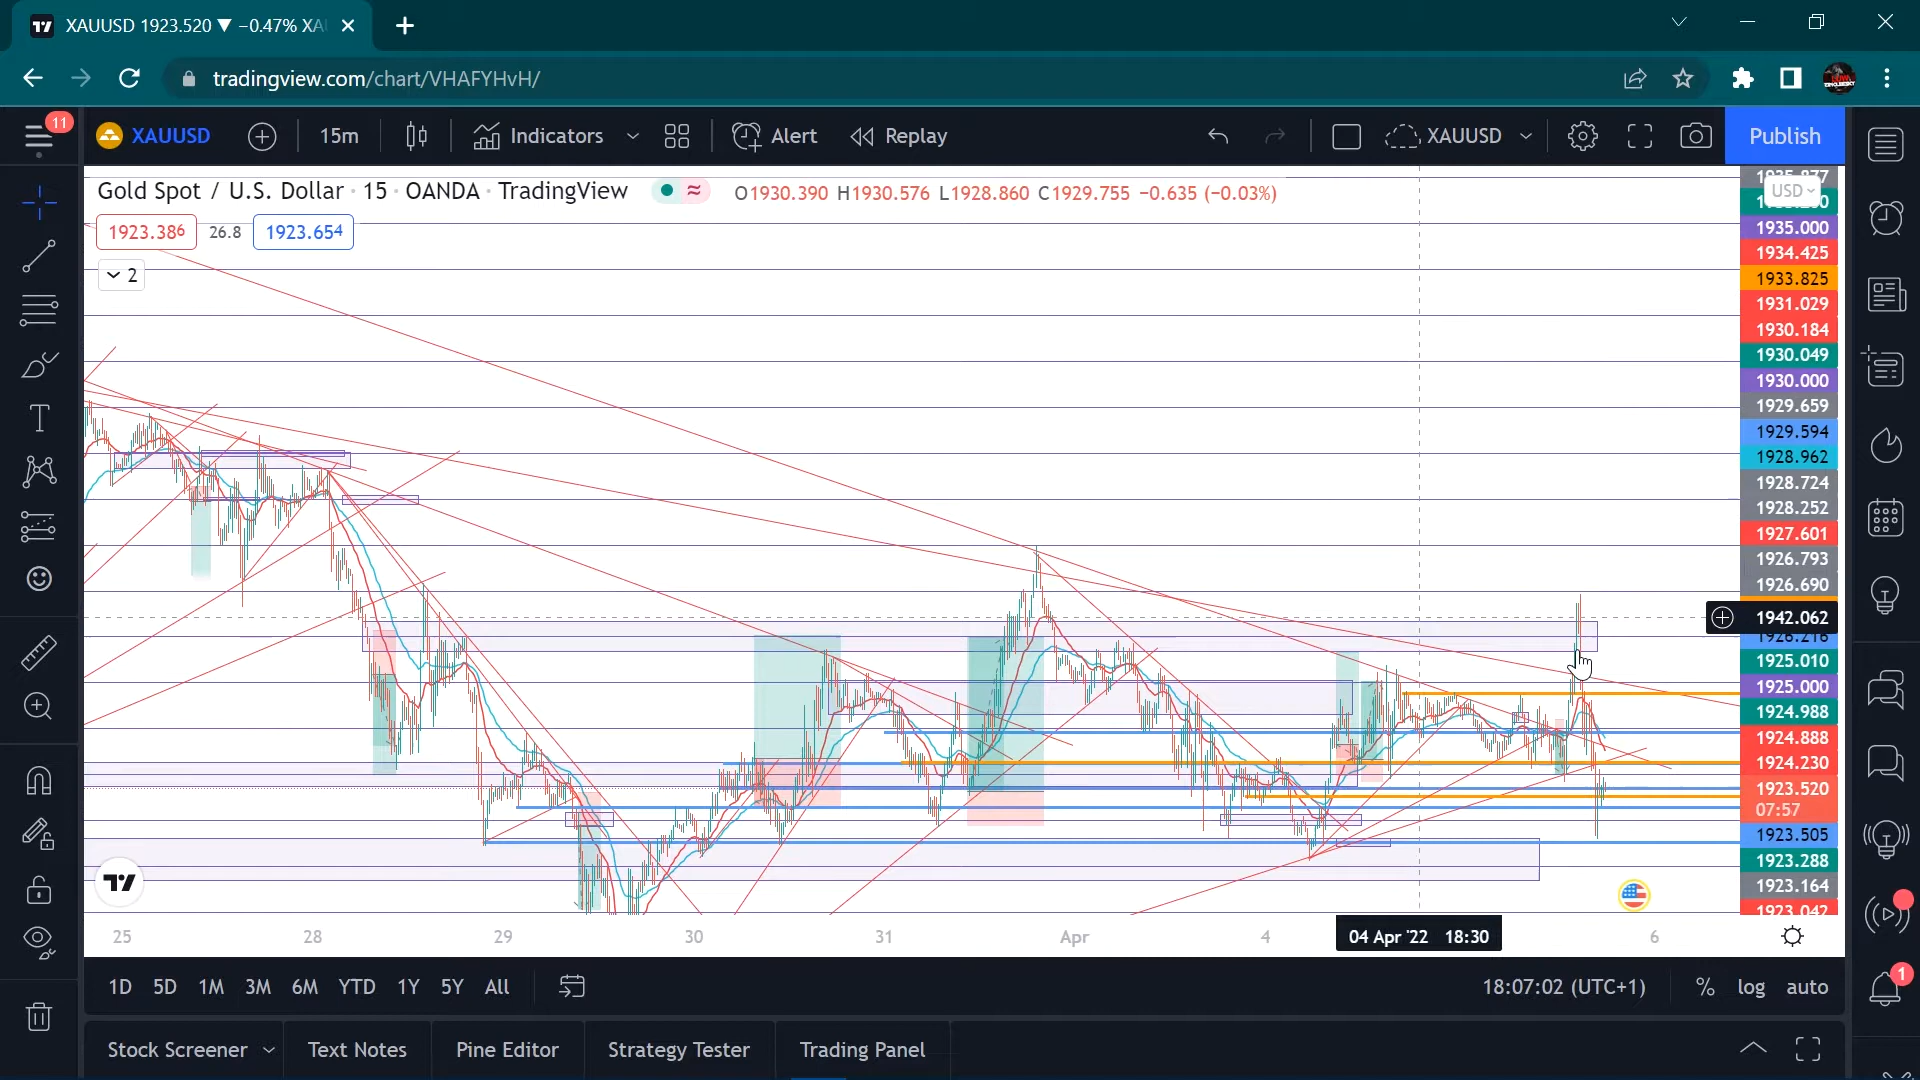 XAUUSD 1923.520 ▼ −0.47% XA
tradingview.com/chart/VHAFYHvH/
11
XAUUSD
15m
Indicators
Alert
Replay
XAUUSD
Publish
Gold Spot / U.S. Dollar · 15 · OANDA · TradingView
O1930.390 H1930.576 L1928.860 C1929.755 −0.635 (−0.03%)
1923.386 26.8 1923.654
2
USD
1935.000
1934.425
1933.825
1931.029
1930.184
1930.049
1930.000
1929.659
1929.594
1928.962
1928.724
1928.252
1927.601
1926.793
1926.690
1942.062
1926.216
1925.010
1925.000
1924.988
1924.888
1924.230
1923.520
07:57
1923.505
1923.288
1923.164
1923.042
25 28 29 30 31 Apr 4 04 Apr '22 18:30 6
1D 5D 1M 3M 6M YTD 1Y 5Y All
18:07:02 (UTC+1) % log auto
1
Stock Screener Text Notes Pine Editor Strategy Tester Trading Panel